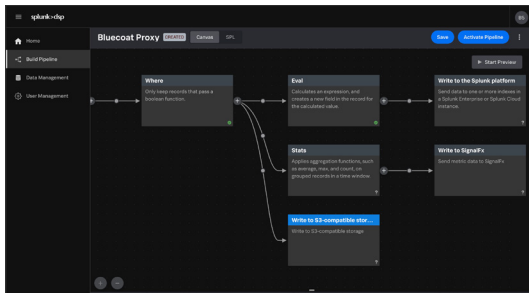 splunk>dsp
BS
Home
Build Pipeline
Data Management
User Management
Bluecoat Proxy CREATED Canvas SPL
Save Activate Pipeline
Start Preview
Where
Only keep records that pass a
boolean function.
Eval
Calculates an expression, and
creates a new field in the record for
the calculated value.
Write to the Splunk platform
Send data to one or more indexes in
a Splunk Enterprise or Splunk Cloud
instance.
?
Stats
Applies aggregation functions, such
as average, max, and count, on
grouped records in a time window
?
Write to SignalFx
Send metric data to SignalFx
?
Write to S3-compatible stor...
Write to S3-compatible storage
?